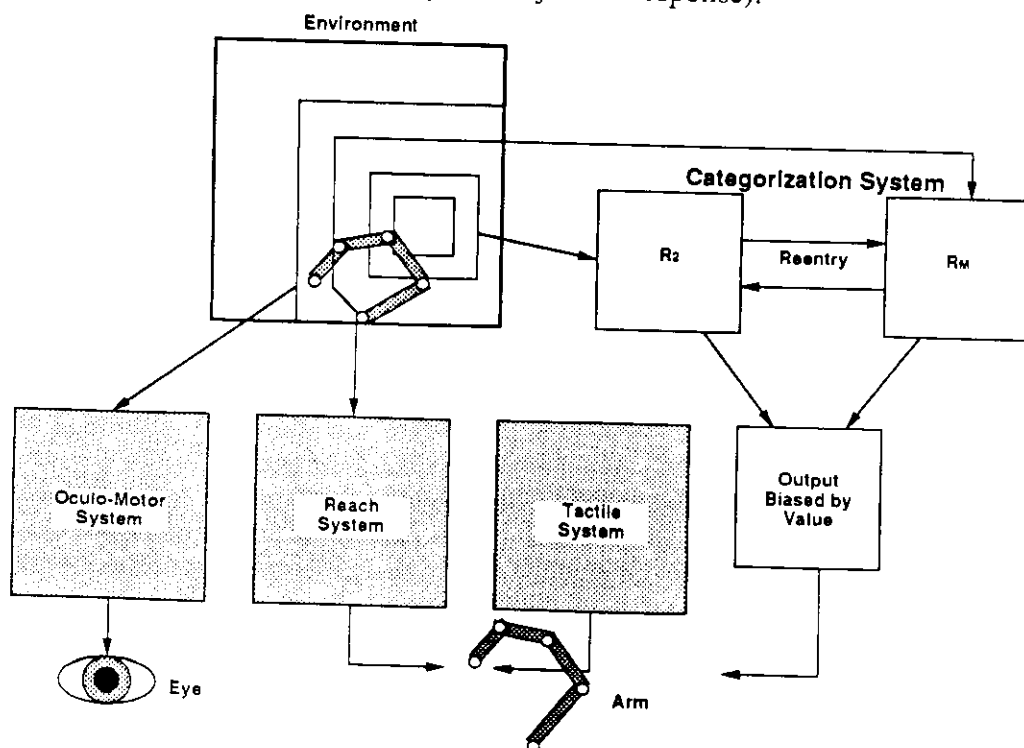 Environment
Categorization System
R2
Reentry
RM
Oculo-Motor
System
Reach
System
Tactile
System
Output
Biased by
Value
Eye
Arm